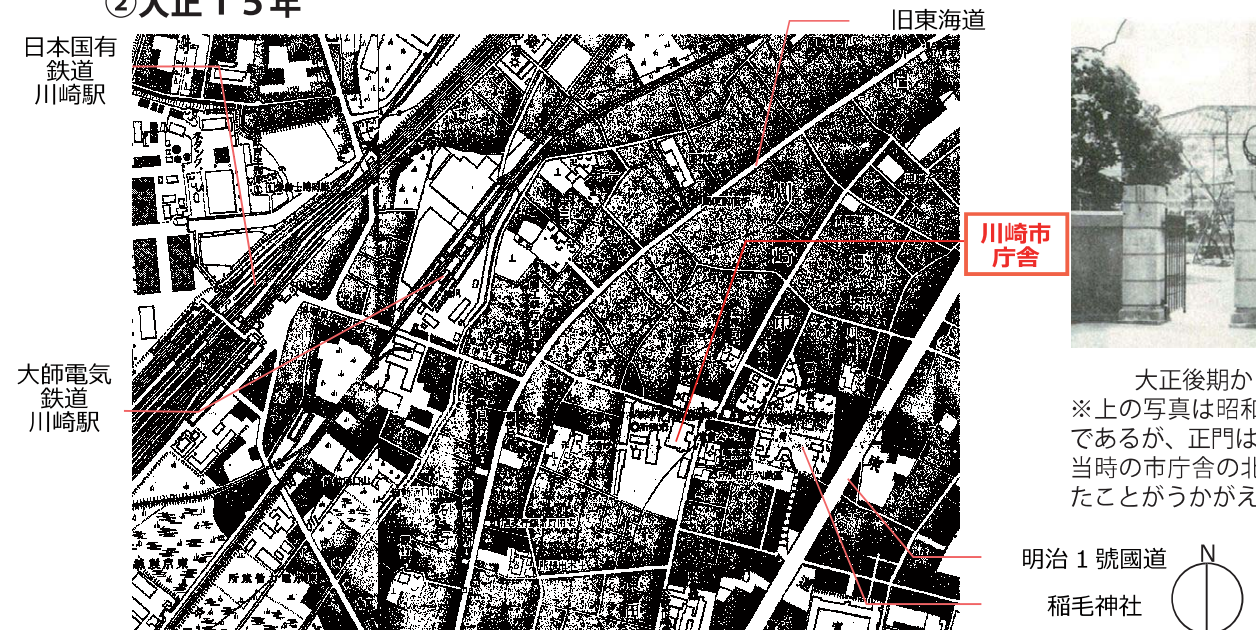 ②大正１５年
旧東海道
日本国有
鉄道
川崎駅
川崎市
庁舎
大師電気
鉄道
川崎駅
大正後期か
※上の写真は昭和
であるが、正門は
当時の市庁舎の北
たことがうかがえ
明治１號國道
稲毛神社
N